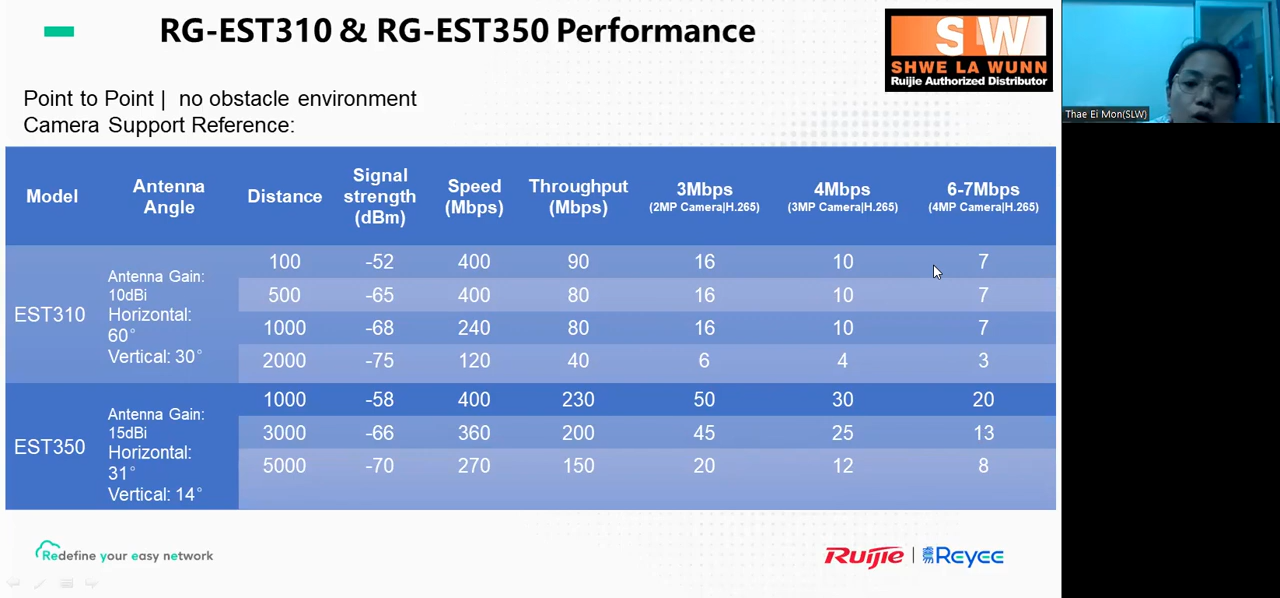 RG-EST310 & RG-EST350 Performance
SW
SHWE LA WUNN
Ruijie Authorized Distributor
Thae Ei Mon(SLW)
Point to Point | no obstacle environment
Camera Support Reference:
Model Antenna Angle Distance Signal strength (dBm) Speed (Mbps) Throughput (Mbps) 3Mbps (2MP Camera|H.265) 4Mbps (3MP Camera|H.265) 6-7Mbps (4MP Camera|H.265)
EST310
Antenna Gain:
10dBi
Horizontal:
60°
Vertical: 30°
100 -52 400 90 16 10 7
500 -65 400 80 16 10 7
1000 -68 240 80 16 10 7
2000 -75 120 40 6 4 3
EST350
Antenna Gain:
15dBi
Horizontal:
31°
Vertical: 14°
1000 -58 400 230 50 30 20
3000 -66 360 200 45 25 13
5000 -70 270 150 20 12 8
Redefine your easy network
Ruijie | 锐易 Reyee